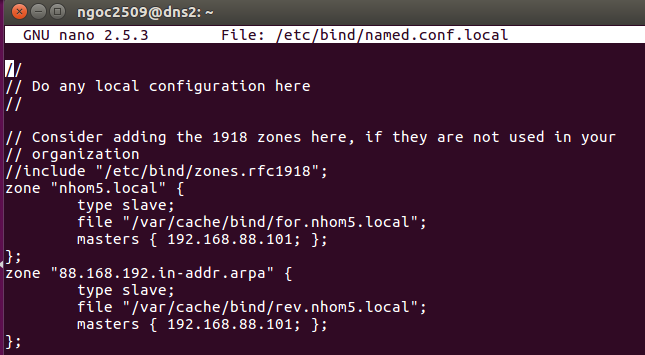 ngoc2509@dns2: ~
GNU nano 2.5.3 File: /etc/bind/named.conf.local
//
// Do any local configuration here
//
// Consider adding the 1918 zones here, if they are not used in your
// organization
//include "/etc/bind/zones.rfc1918";
zone "nhom5.local" {
type slave;
file "/var/cache/bind/for.nhom5.local";
masters { 192.168.88.101; };
};
zone "88.168.192.in-addr.arpa" {
type slave;
file "/var/cache/bind/rev.nhom5.local";
masters { 192.168.88.101; };
};